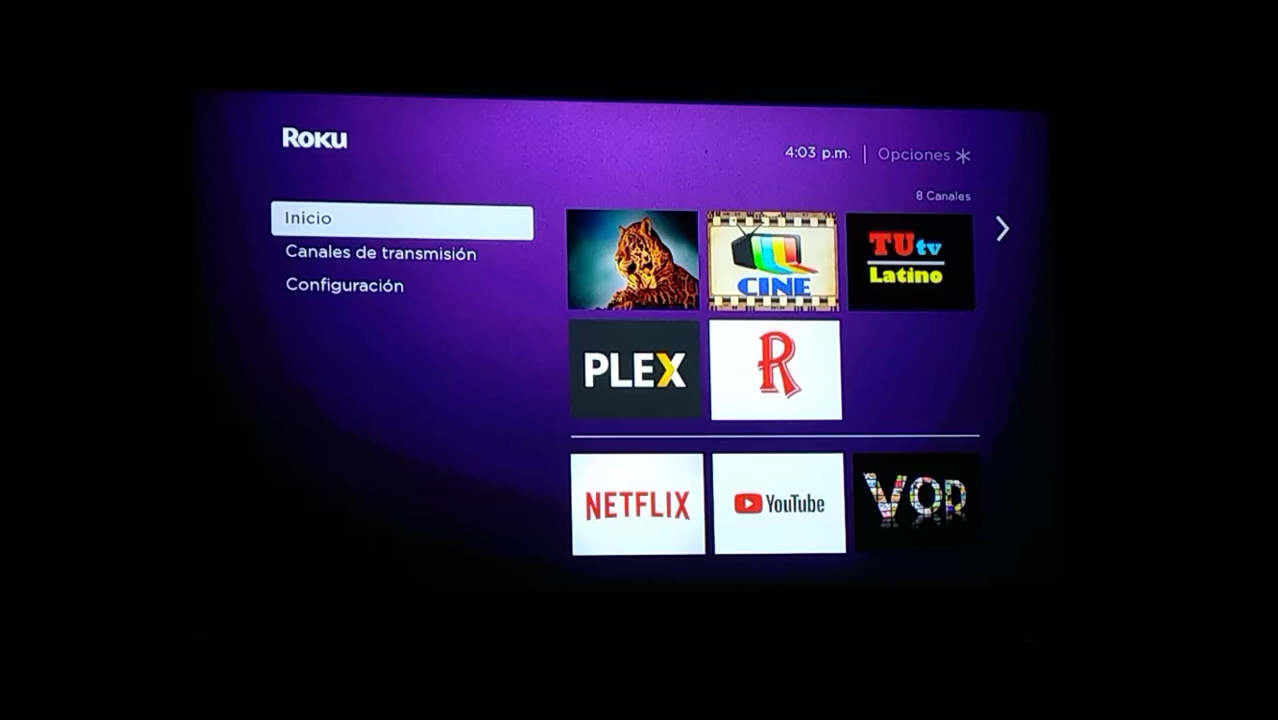 Roku
4:03 p.m. | Opciones
8 Canales
Inicio
Canales de transmisión
Configuración
CINE
TUtv
Latino
PLEX
R
NETFLIX
YouTube
VOD